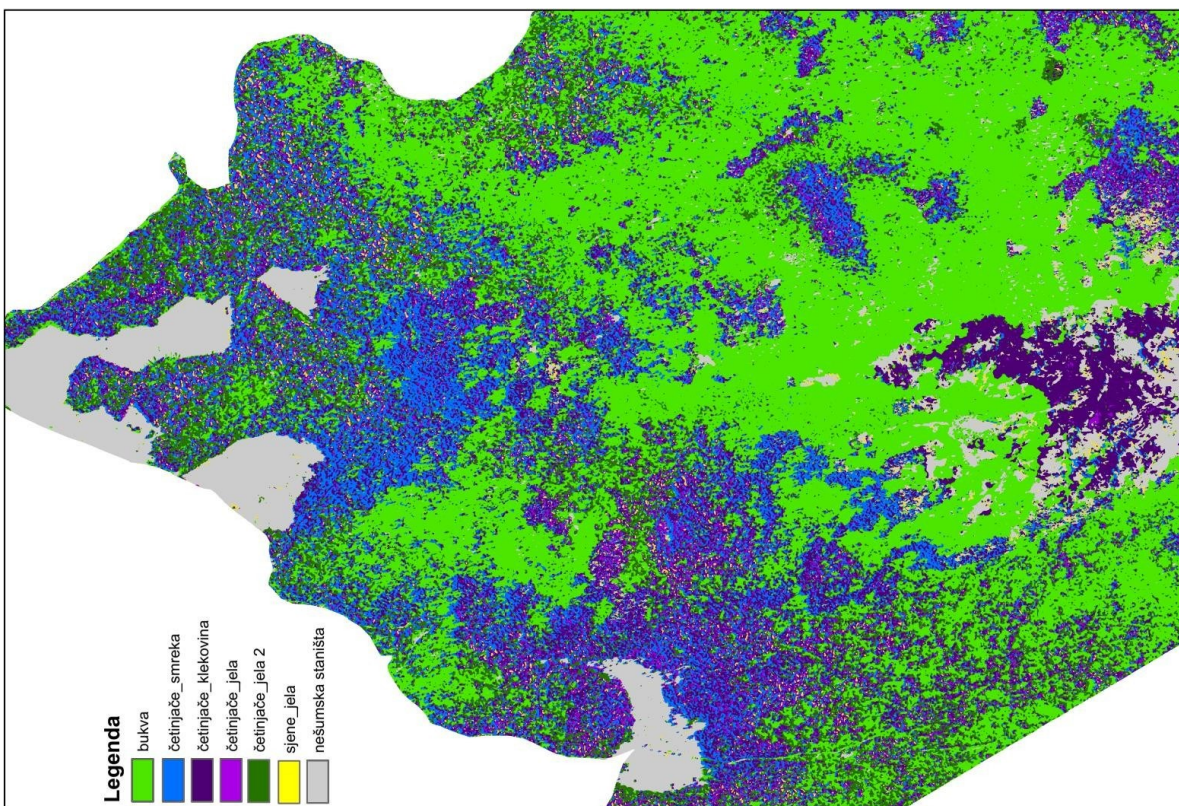 Legenda
bukva
četinjače_smreka
četinjače_klekovina
četinjače_jela
četinjače_jela 2
sjene_jela
nešumska staništa